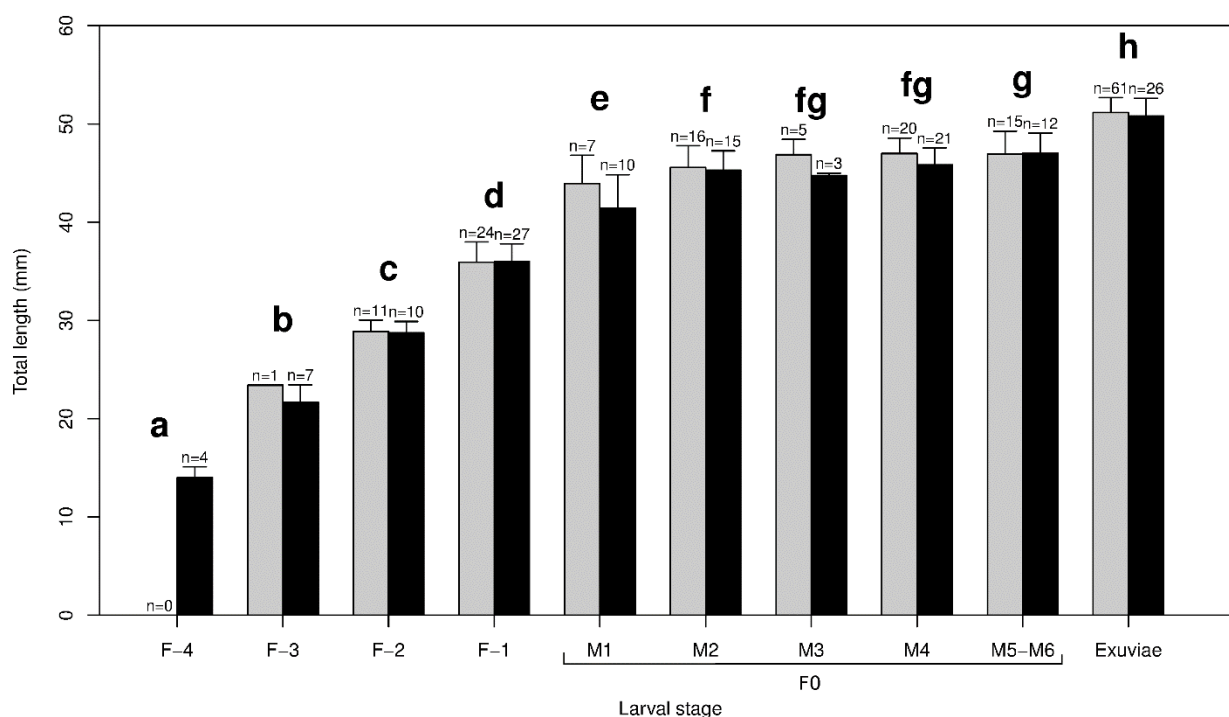 60
50
40
30
20
10
0
Total length (mm)
a
b
c
d
e
f
fg
fg
g
h
n=0
n=4
n=1
n=7
n=11
n=10
n=24
n=27
n=7
n=10
n=16
n=15
n=5
n=3
n=20
n=21
n=15
n=12
n=61
n=26
F−4 F−3 F−2 F−1 M1 M2 M3 M4 M5−M6 Exuviae
F0
Larval stage